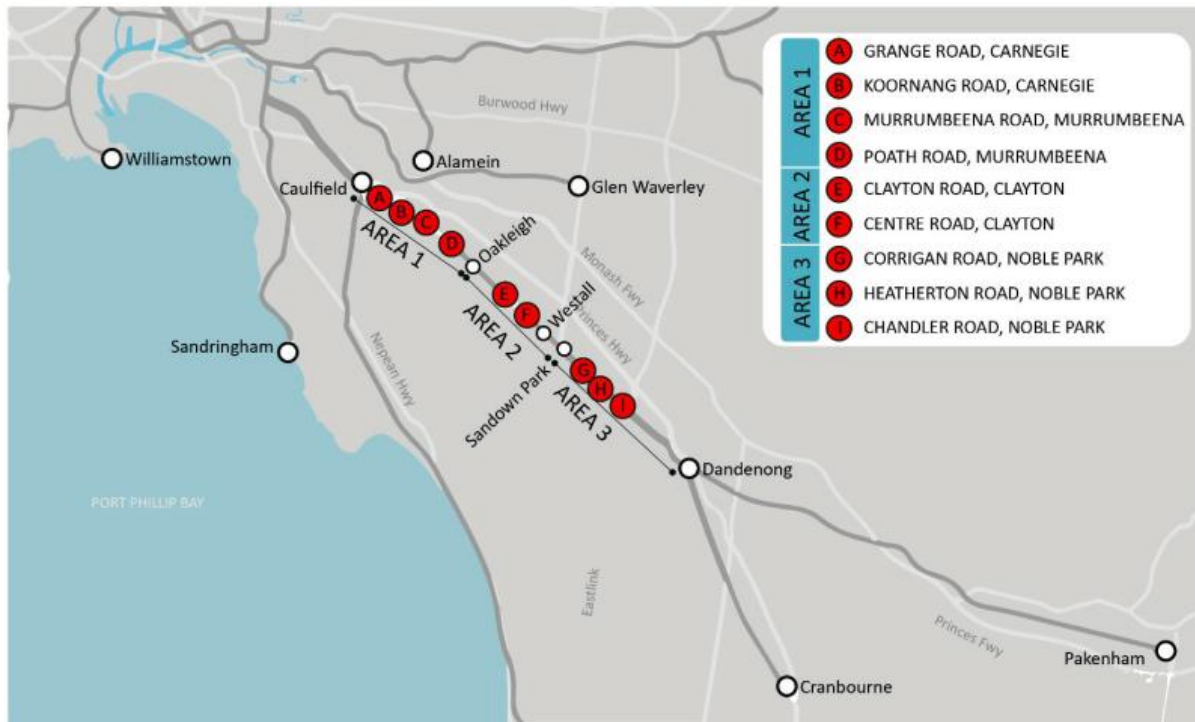 Burwood Hwy
Williamstown
Alamein
Glen Waverley
Caulfield
A
B
C
D
AREA 1
Oakleigh
Monash Fwy
E
F
AREA 2
Westall
Princes Hwy
Sandringham
Nepean Hwy
Sandown Park
G
H
I
AREA 3
Dandenong
PORT PHILLIP BAY
Eastlink
Princes Fwy
Pakenham
Cranbourne
AREA 1
A GRANGE ROAD, CARNEGIE
B KOORNANG ROAD, CARNEGIE
C MURRUMBEENA ROAD, MURRUMBEENA
D POATH ROAD, MURRUMBEENA
AREA 2
E CLAYTON ROAD, CLAYTON
F CENTRE ROAD, CLAYTON
AREA 3
G CORRIGAN ROAD, NOBLE PARK
H HEATHERTON ROAD, NOBLE PARK
I CHANDLER ROAD, NOBLE PARK